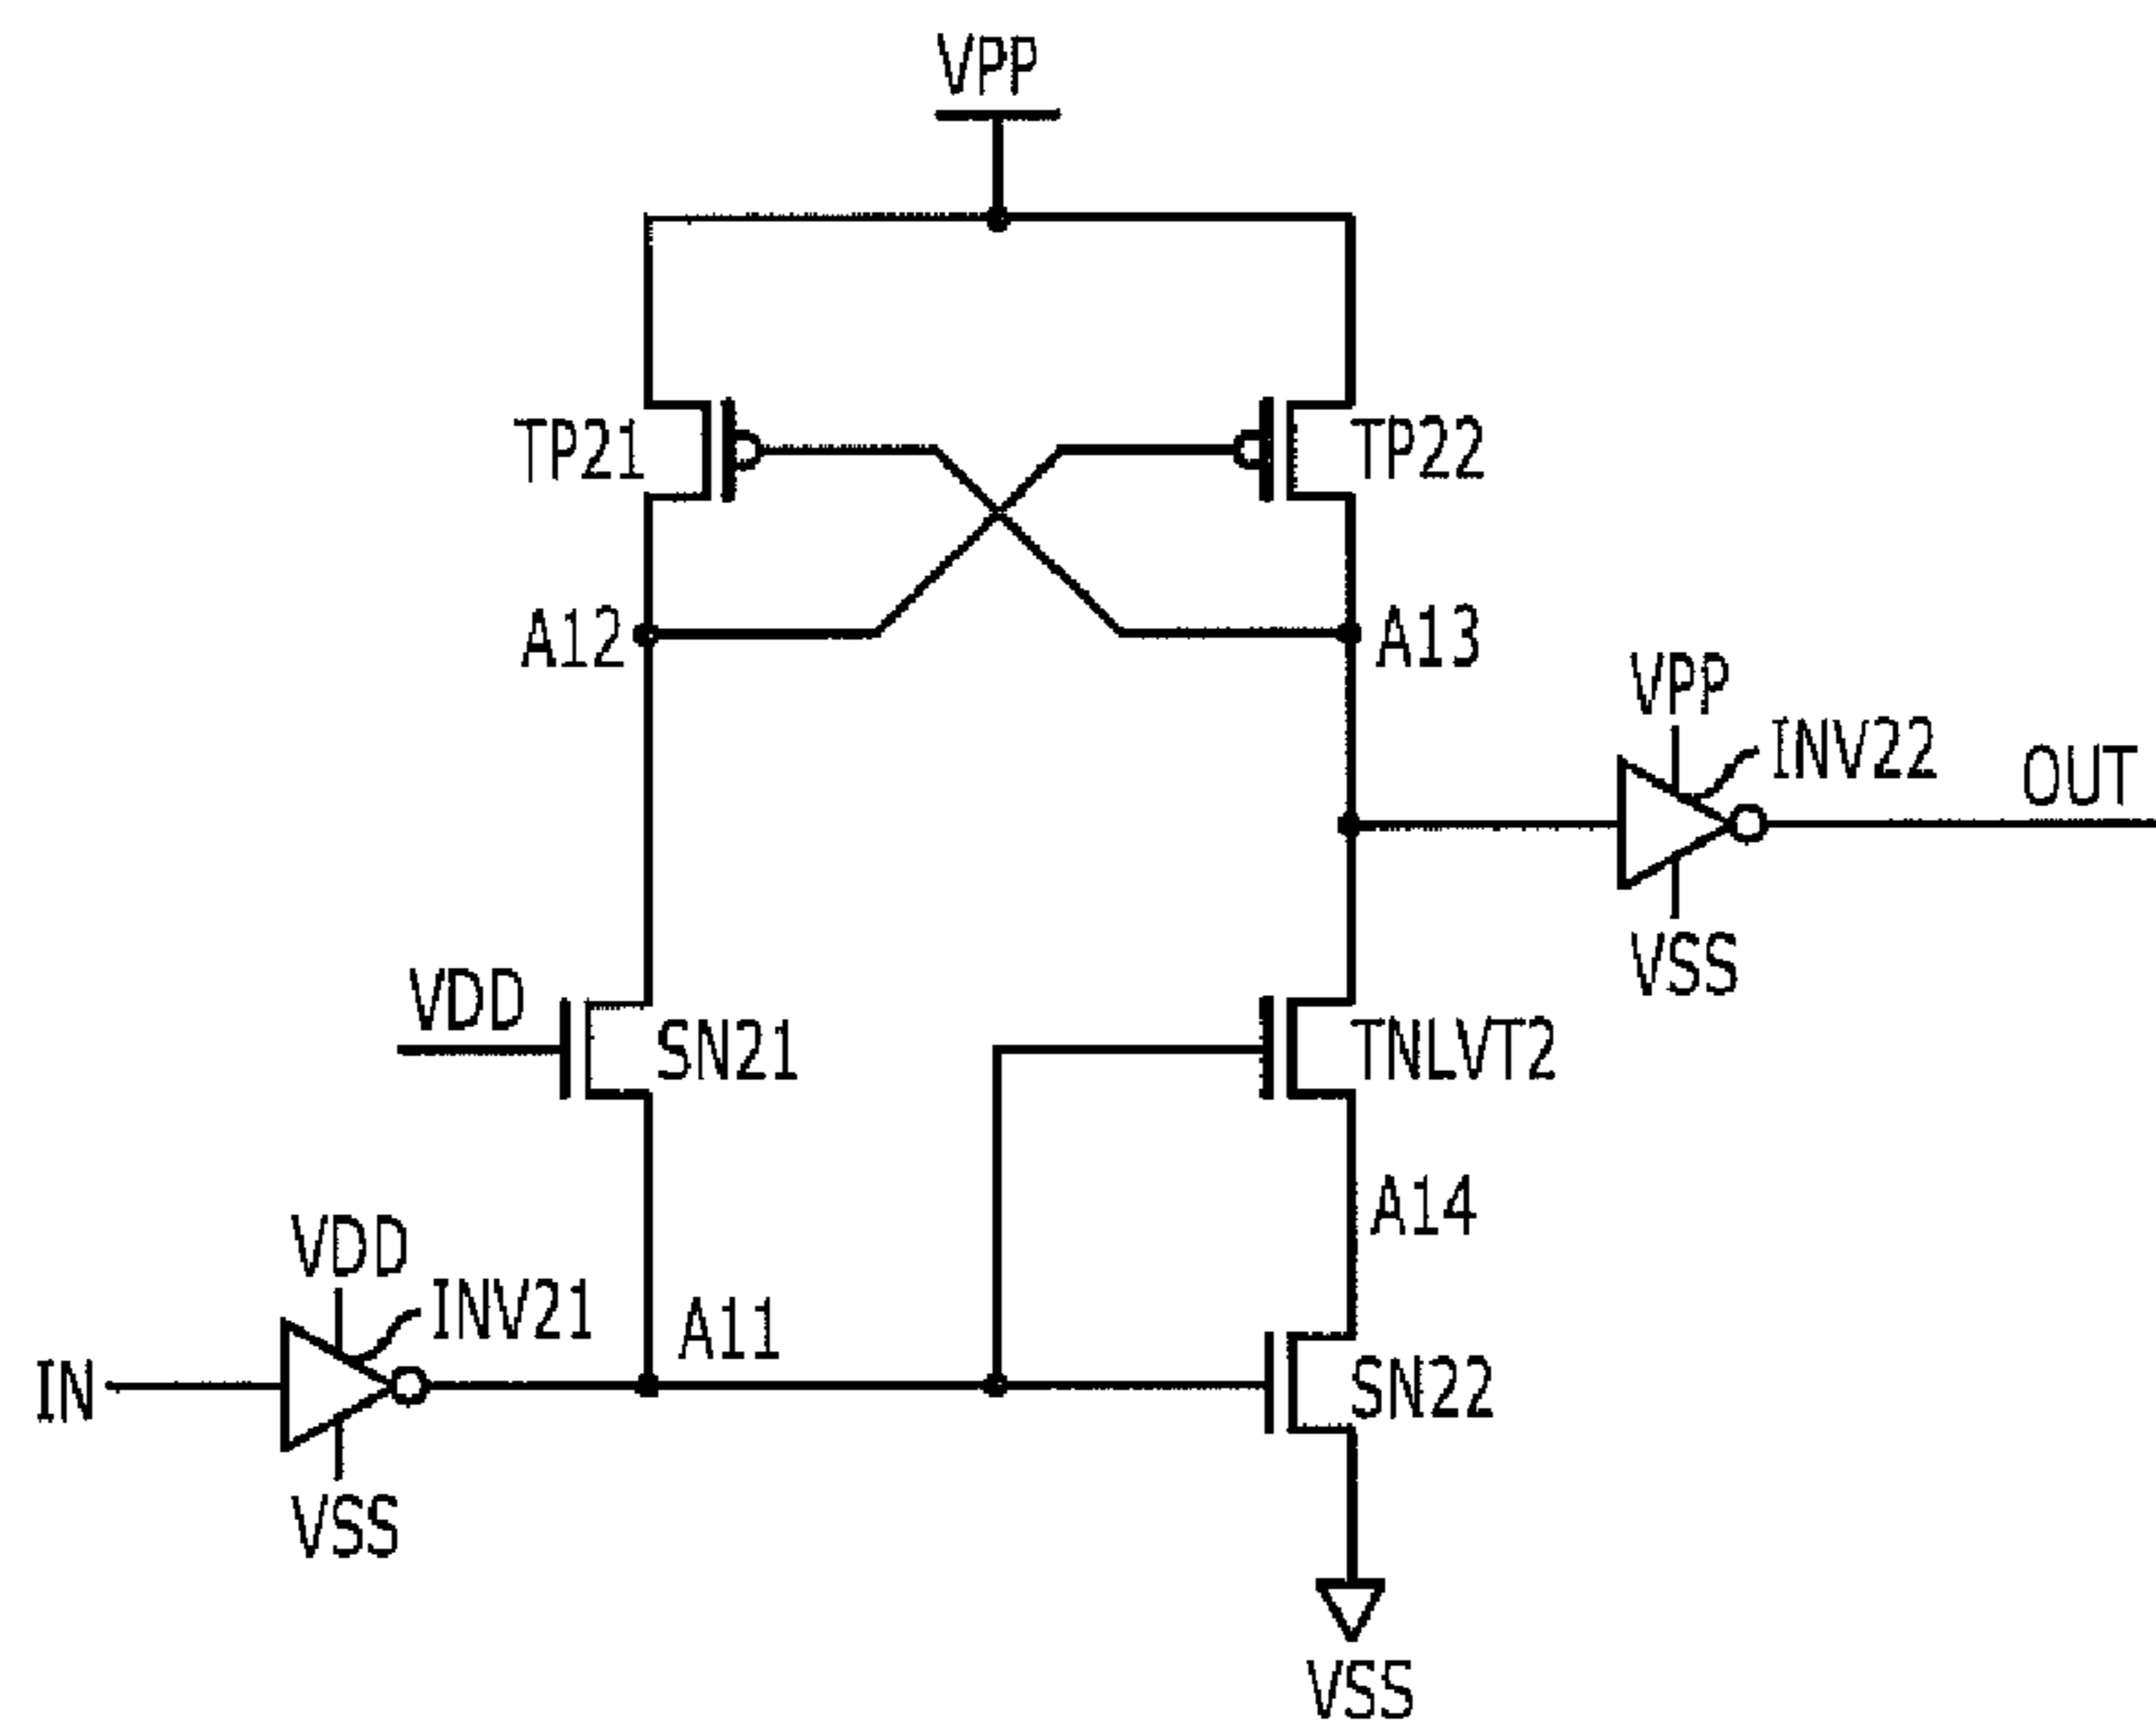 VPP
TP21
TP22
A12
A13
VPP
INV22
OUT
VSS
VDD
SN21
TNLVT2
A14
VDD
INV21
A11
IN
SN22
VSS
VSS